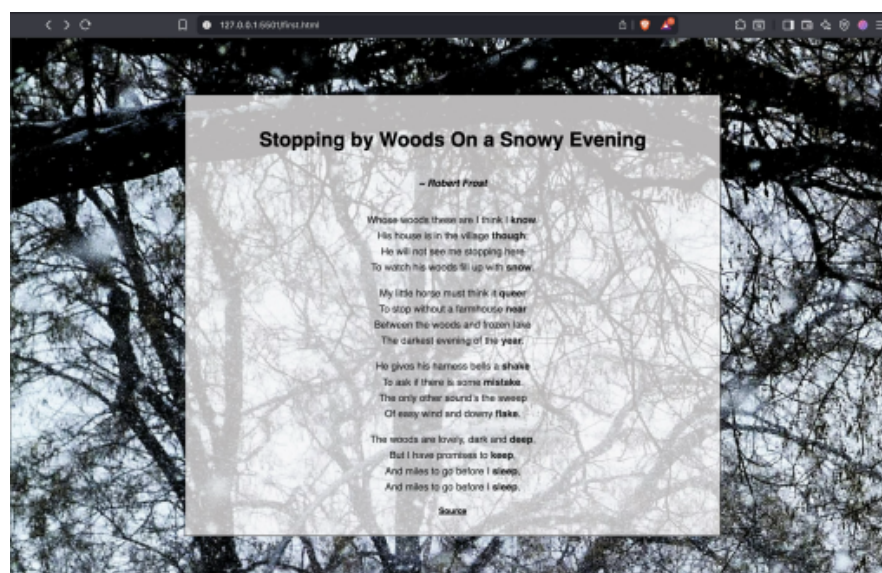 127.0.0.1:5501/first.html
Stopping by Woods On a Snowy Evening
~ Robert Frost
Whose woods these are I think I know.
His house is in the village though;
He will not see me stopping here
To watch his woods fill up with snow.
My little horse must think it queer
To stop without a farmhouse near
Between the woods and frozen lake
The darkest evening of the year.
He gives his harness bells a shake
To ask if there is some mistake.
The only other sound's the sweep
Of easy wind and downy flake.
The woods are lovely, dark and deep,
But I have promises to keep,
And miles to go before I sleep,
And miles to go before I sleep.
Source